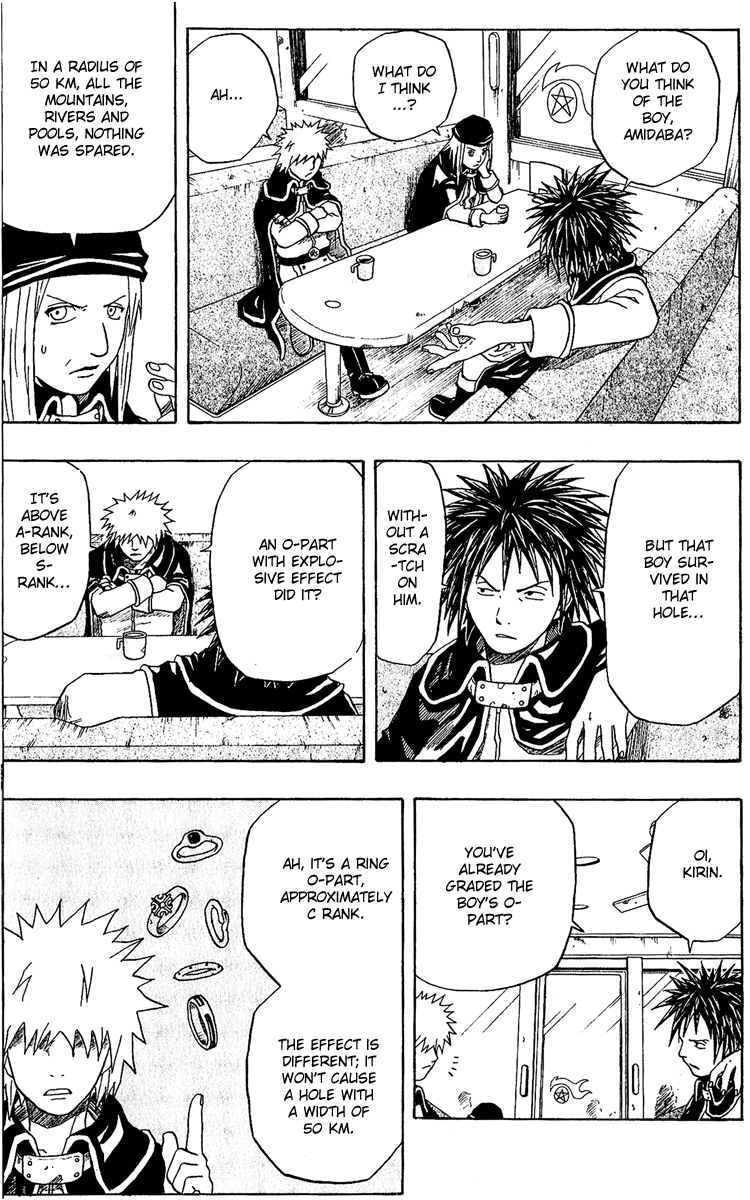 WHAT DO
YOU THINK
OF THE
BOY,
AMIDABA?
WHAT DO
I THINK
...?
AH...
IN A RADIUS OF
50 KM, ALL THE
MOUNTAINS,
RIVERS AND
POOLS, NOTHING
WAS SPARED.
BUT THAT
BOY SUR-
VIVED IN
THAT
HOLE...
WITH-
OUT A
SCRA
-TCH
ON
HIM.
AN O-PART
WITH EXPLO-
SIVE EFFECT
DID IT?
IT'S
ABOVE
A-RANK,
BELOW
S-
RANK...
OI,
KIRIN.
YOU'VE
ALREADY
GRADED THE
BOY'S O-
PART?
AH, IT'S A RING
O-PART,
APPROXIMATELY
C RANK.
THE EFFECT IS
DIFFERENT; IT
WON'T CAUSE
A HOLE WITH
A WIDTH OF
50 KM.